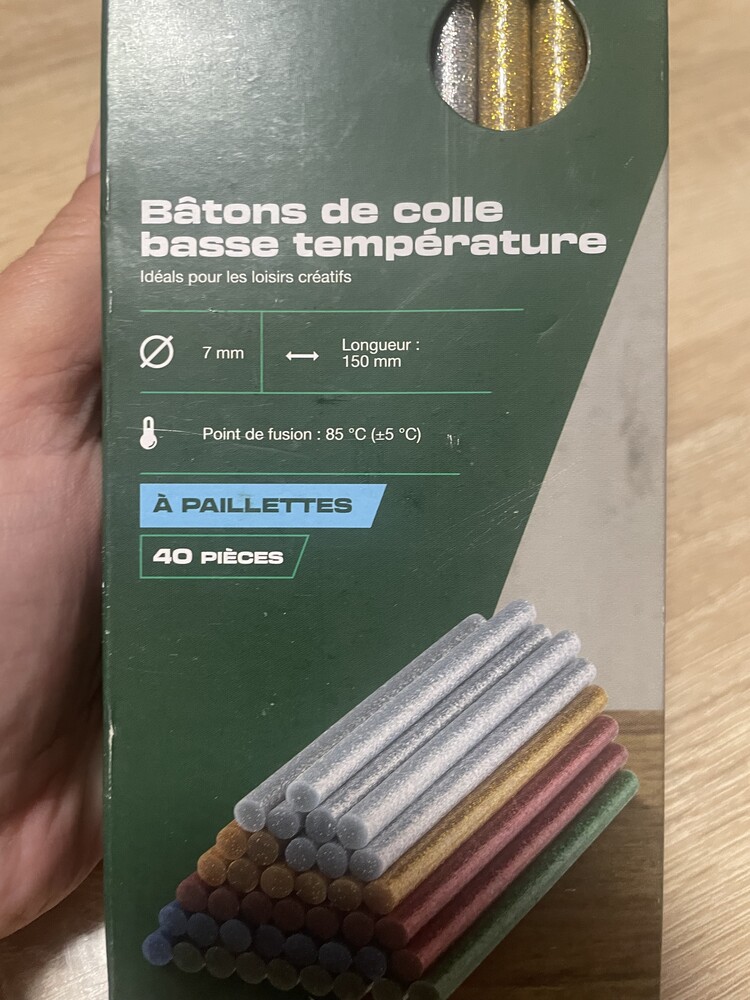 Bâtons de colle
basse température
Idéals pour les loisirs créatifs
7 mm
Longueur :
150 mm
Point de fusion : 85 °C (±5 °C)
À PAILLETTES
40 PIÈCES